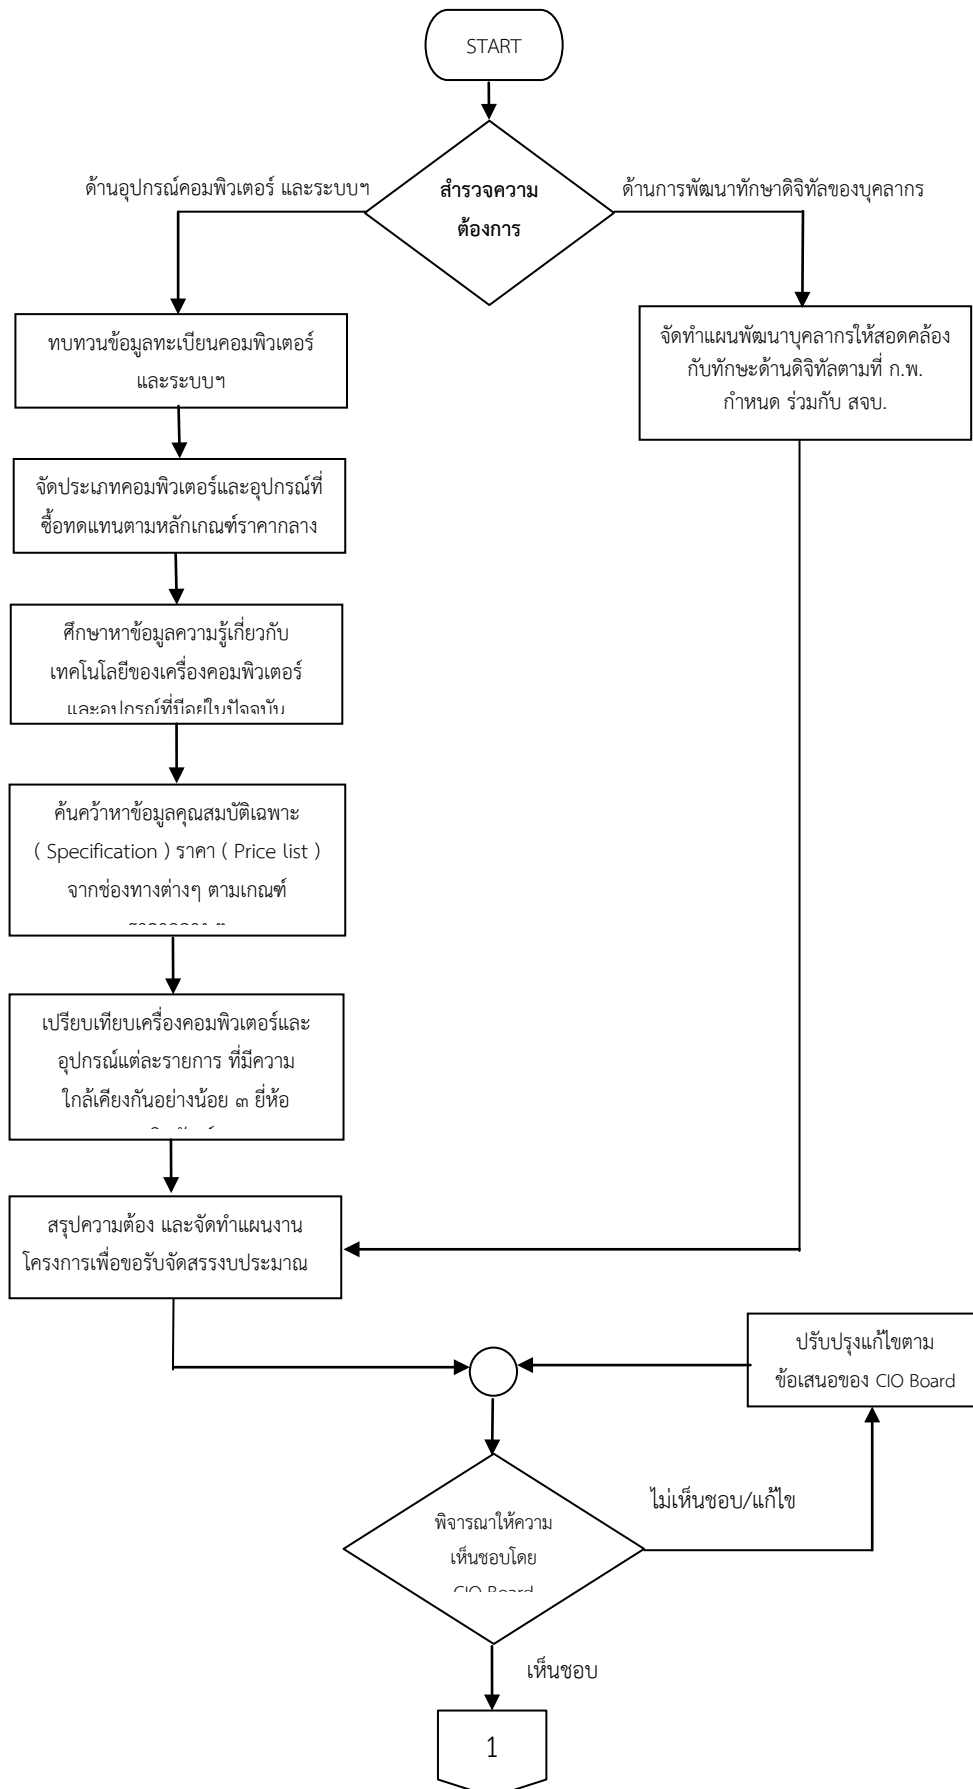 START
ด้านอุปกรณ์คอมพิวเตอร์ และระบบฯ
สำรวจความ
ต้องการ
ด้านการพัฒนาทักษาดิจิทัลของบุคลากร
ทบทวนข้อมูลทะเบียนคอมพิวเตอร์
และระบบฯ
จัดทำแผนพัฒนาบุคลากรให้สอดคล้อง
กับทักษะด้านดิจิทัลตามที่ ก.พ.
กำหนด ร่วมกับ สจบ.
จัดประเภทคอมพิวเตอร์และอุปกรณ์ที่
ซื้อทดแทนตามหลักเกณฑ์ราคากลาง
ศึกษาหาข้อมูลความรู้เกี่ยวกับ
เทคโนโลยีของเครื่องคอมพิวเตอร์
และอุปกรณ์ที่มีอยู่ในปัจจุบัน
ค้นคว้าหาข้อมูลคุณสมบัติเฉพาะ
( Specification ) ราคา ( Price list )
จากช่องทางต่างๆ ตามเกณฑ์
เปรียบเทียบเครื่องคอมพิวเตอร์และ
อุปกรณ์แต่ละรายการ ที่มีความ
ใกล้เคียงกันอย่างน้อย ๓ ยี่ห้อ
สรุปความต้อง และจัดทำแผนงาน
โครงการเพื่อขอรับจัดสรรงบประมาณ
ปรับปรุงแก้ไขตาม
ข้อเสนอของ CIO Board
ไม่เห็นชอบ/แก้ไข
พิจารณาให้ความ
เห็นชอบโดย
CIO Board
เห็นชอบ
1